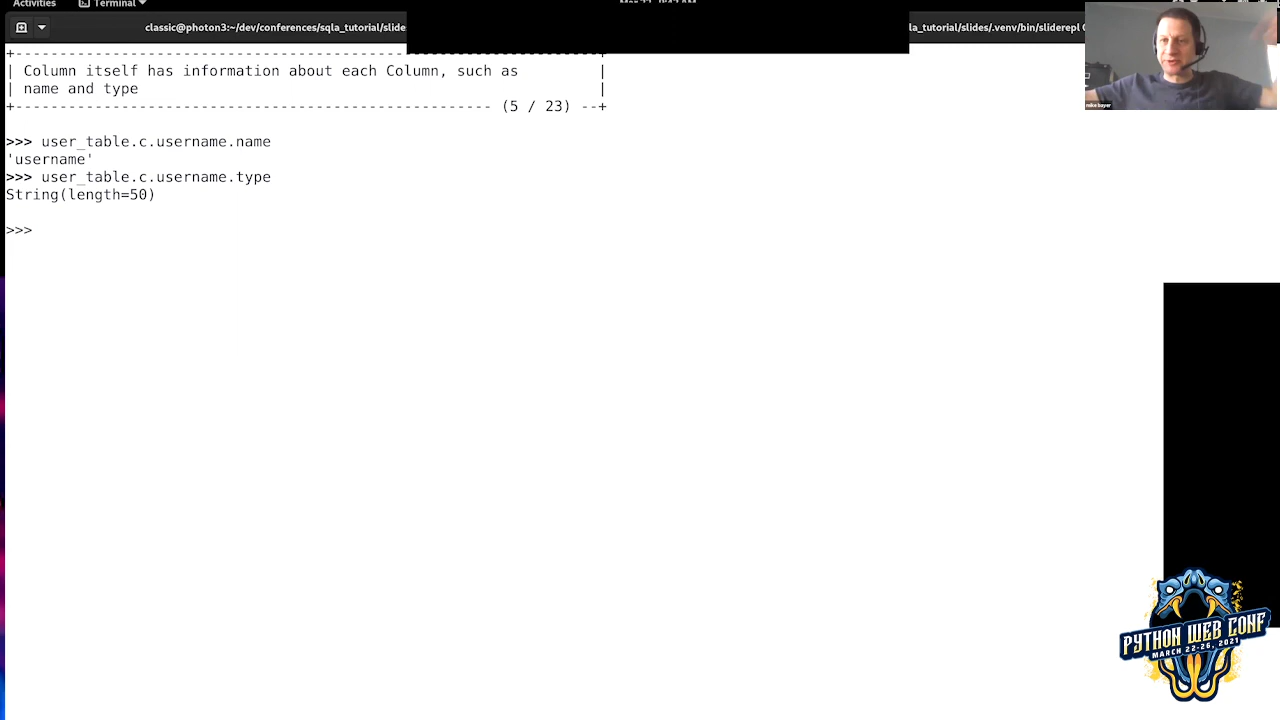 Activities
Terminal
classic@photon3:~/dev/conferences/sqla_tutorial/slide
la_tutorial/slides/.venv/bin/sliderepl
mike bayer
+------------------------------------------------------------------+
| Column itself has information about each Column, such as |
| name and type |
+------------------------------------------------------ (5 / 23) --+
>>> user_table.c.username.name
'username'
>>> user_table.c.username.type
String(length=50)
>>>
PYTHON WEB CONF
MARCH 22-26, 2021